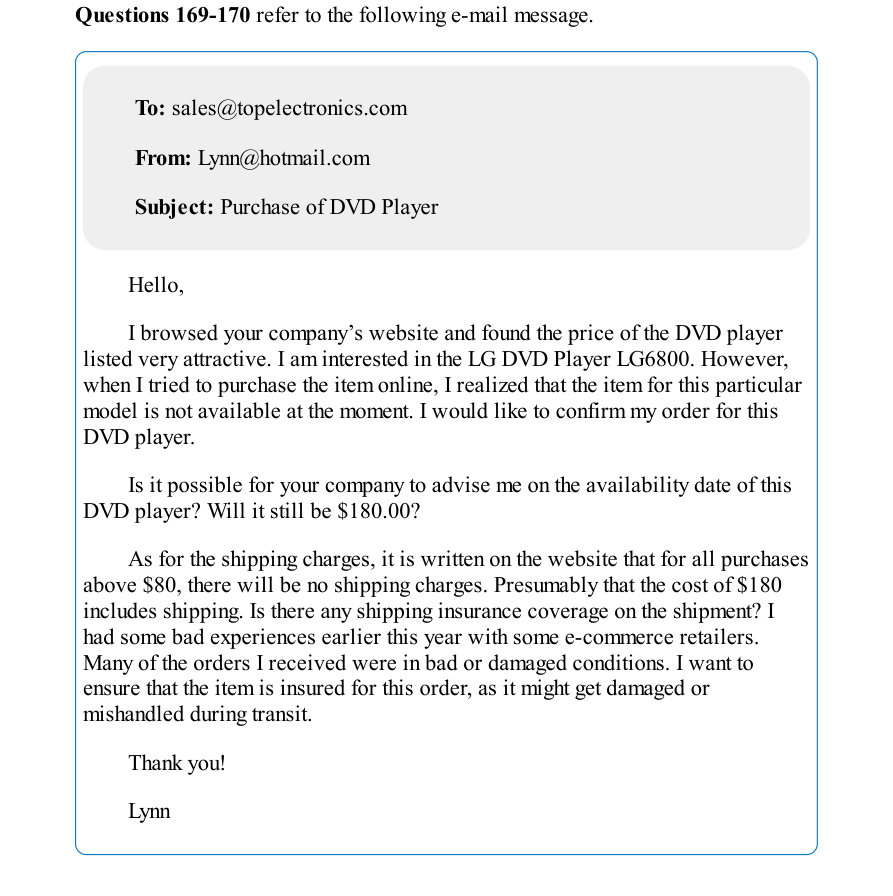 Questions 169-170 refer to the following e-mail message.
To: sales@topelectronics.com
From: Lynn@hotmail.com
Subject: Purchase of DVD Player
Hello,
I browsed your company’s website and found the price of the DVD player
listed very attractive. I am interested in the LG DVD Player LG6800. However,
when I tried to purchase the item online, I realized that the item for this particular
model is not available at the moment. I would like to confirm my order for this
DVD player.
Is it possible for your company to advise me on the availability date of this
DVD player? Will it still be $180.00?
As for the shipping charges, it is written on the website that for all purchases
above $80, there will be no shipping charges. Presumably that the cost of $180
includes shipping. Is there any shipping insurance coverage on the shipment? I
had some bad experiences earlier this year with some e-commerce retailers.
Many of the orders I received were in bad or damaged conditions. I want to
ensure that the item is insured for this order, as it might get damaged or
mishandled during transit.
Thank you!
Lynn